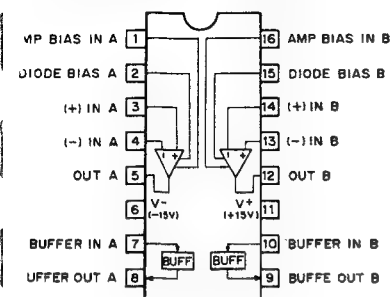 MP BIAS IN A 1 16 AMP BIAS IN B
DIODE BIAS A 2 15 DIODE BIAS B
(+) IN A 3 14 (+) IN B
(-) IN A 4 13 (-) IN B
- + - +
OUT A 5 12 OUT B
V- V+
6 (-15V) (+15V) 11
BUFFER IN A 7 10 BUFFER IN B
BUFF BUFF
UFFER OUT A 8 9 BUFFE OUT B